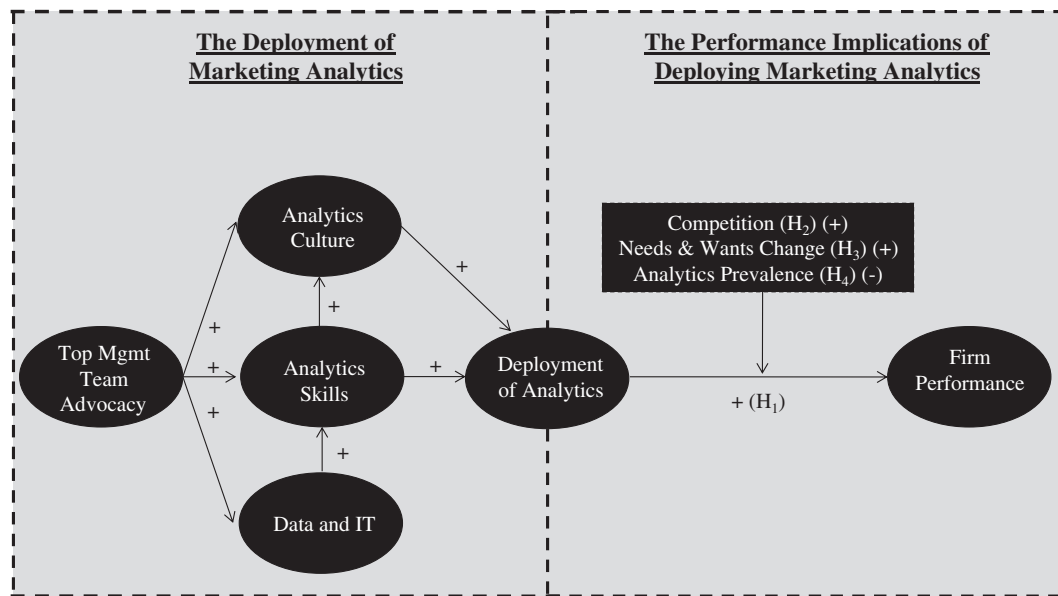 The Deployment of
Marketing Analytics
The Performance Implications of
Deploying Marketing Analytics
Analytics
Culture
Competition (H₂) (+)
Needs & Wants Change (H₃) (+)
Analytics Prevalence (H₄) (-)
+
+
+
Top Mgmt
Team
Advocacy
+
Analytics
Skills
+
Deployment
of Analytics
+ (H₁)
Firm
Performance
+
+
Data and IT